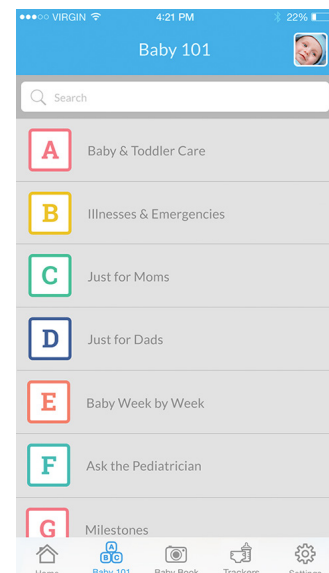 VIRGIN 4:21 PM 22%
Baby 101
Search
A Baby & Toddler Care
B Illnesses & Emergencies
C Just for Moms
D Just for Dads
E Baby Week by Week
F Ask the Pediatrician
G Milestones
A
B C
Home Baby 101 Baby Book Trackers Settings